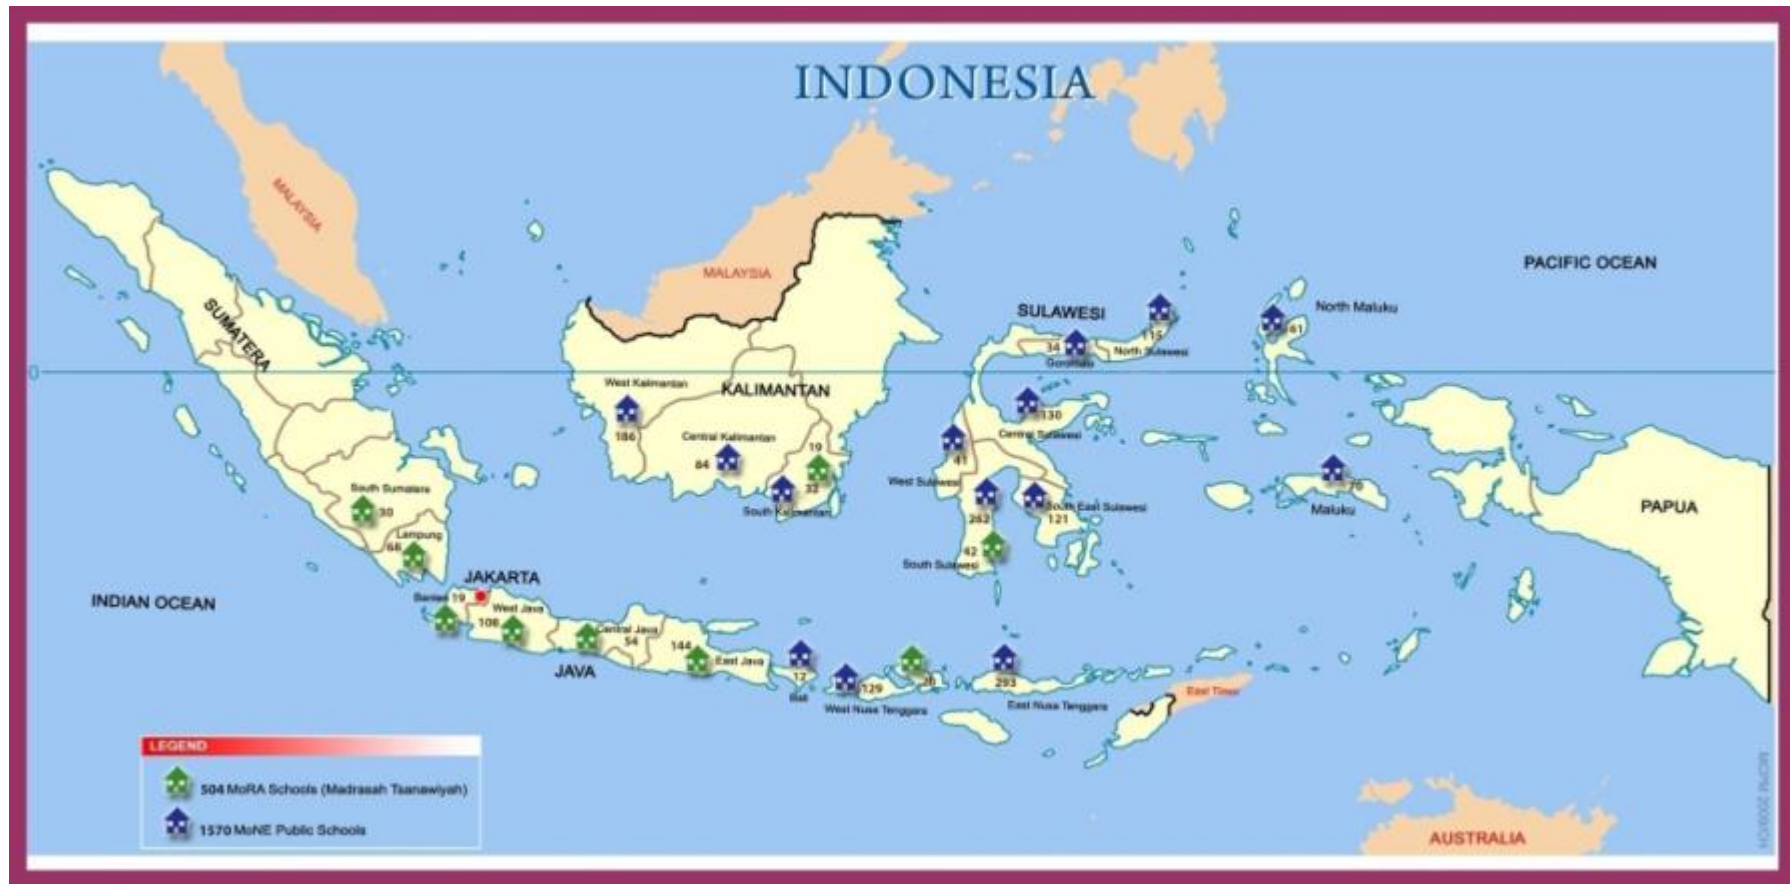 INDONESIA
MALAYSIA
MALAYSIA
PACIFIC OCEAN
SUMATERA
SULAWESI
North Maluku
61
115
North Sulawesi
34
Gorontalo
0
West Kalimantan
KALIMANTAN
186
130
Central Sulawesi
Central Kalimantan
84
19
41
West Sulawesi
South Kalimantan
South Sumatera
30
70
Maluku
PAPUA
South East Sulawesi
121
Lampung
68
42
South Sulawesi
JAKARTA
INDIAN OCEAN
Banten 19
West Java
108
Central Java
54
144
East Java
JAVA
12
Bali
129
West Nusa Tenggara
293
East Nusa Tenggara
East Timor
LEGEND
504 MoRA Schools (Madrasah Tsanawiyah)
1570 MoNE Public Schools
AUSTRALIA